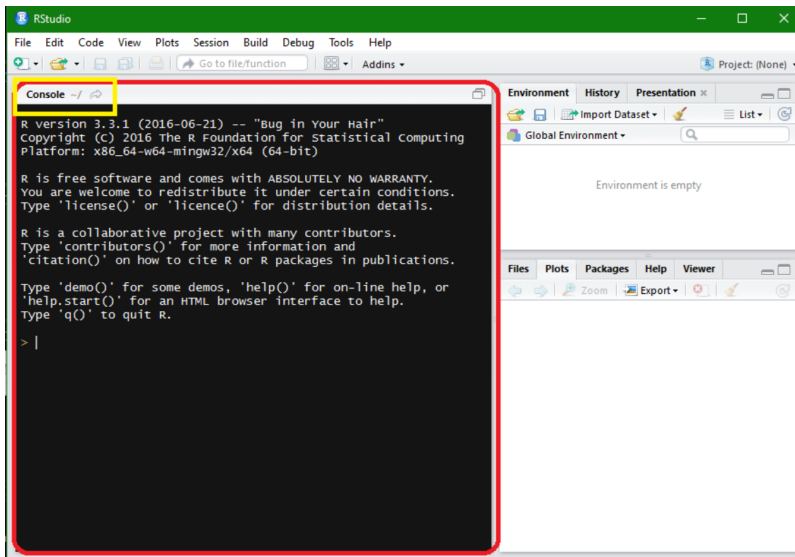 RStudio
File Edit Code View Plots Session Build Debug Tools Help
Go to file/function Addins Project: (None)
Console ~/
R version 3.3.1 (2016-06-21) -- "Bug in Your Hair"
Copyright (C) 2016 The R Foundation for Statistical Computing
Platform: x86_64-w64-mingw32/x64 (64-bit)
R is free software and comes with ABSOLUTELY NO WARRANTY.
You are welcome to redistribute it under certain conditions.
Type 'license()' or 'licence()' for distribution details.
R is a collaborative project with many contributors.
Type 'contributors()' for more information and
'citation()' on how to cite R or R packages in publications.
Type 'demo()' for some demos, 'help()' for on-line help, or
'help.start()' for an HTML browser interface to help.
Type 'q()' to quit R.
>
Environment History Presentation
Import Dataset List
Global Environment
Environment is empty
Files Plots Packages Help Viewer
Zoom Export